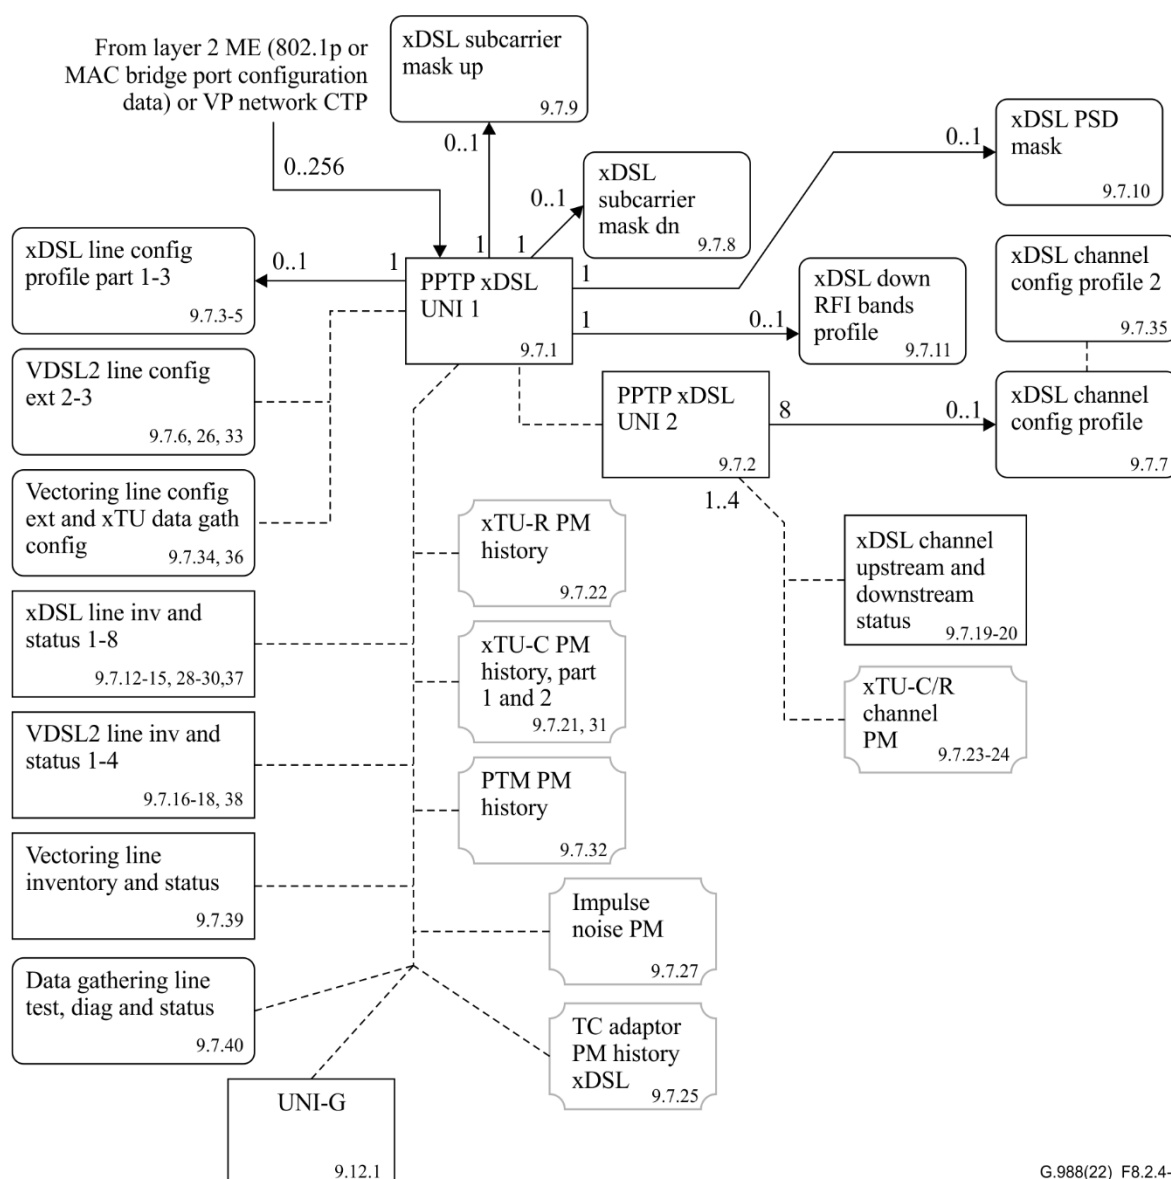 From layer 2 ME (802.1p or
MAC bridge port configuration
data) or VP network CTP
0..256
xDSL subcarrier
mask up
9.7.9
0..1
1
xDSL
subcarrier
mask dn
9.7.8
0..1
1
xDSL PSD
mask
9.7.10
0..1
1
xDSL line config
profile part 1-3
9.7.3-5
0..1
1
PPTP xDSL
UNI 1
9.7.1
xDSL down
RFI bands
profile
9.7.11
1
0..1
xDSL channel
config profile 2
9.7.35
VDSL2 line config
ext 2-3
9.7.6, 26, 33
PPTP xDSL
UNI 2
9.7.2
8
0..1
1..4
xDSL channel
config profile
9.7.7
Vectoring line config
ext and xTU data gath
config
9.7.34, 36
xTU-R PM
history
9.7.22
xDSL channel
upstream and
downstream
status
9.7.19-20
xDSL line inv and
status 1-8
9.7.12-15, 28-30,37
xTU-C PM
history, part
1 and 2
9.7.21, 31
xTU-C/R
channel
PM
9.7.23-24
VDSL2 line inv and
status 1-4
9.7.16-18, 38
PTM PM
history
9.7.32
Vectoring line
inventory and status
9.7.39
Impulse
noise PM
9.7.27
Data gathering line
test, diag and status
9.7.40
TC adaptor
PM history
xDSL
9.7.25
UNI-G
9.12.1
G.988(22) F8.2.4-